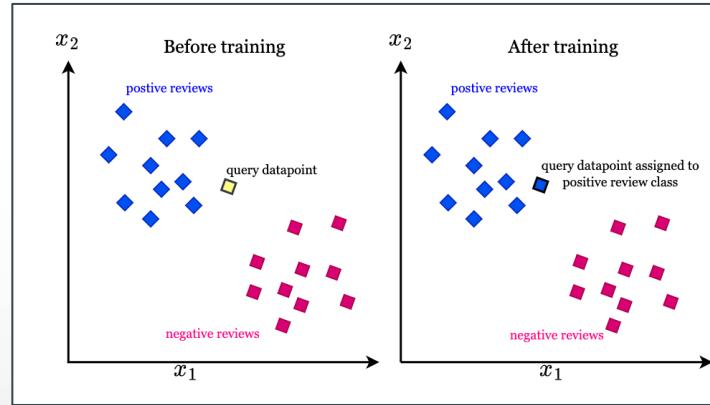 x₂
Before training
postive reviews
query datapoint
negative reviews
x₁
x₂
After training
postive reviews
query datapoint assigned to
positive review class
negative reviews
x₁